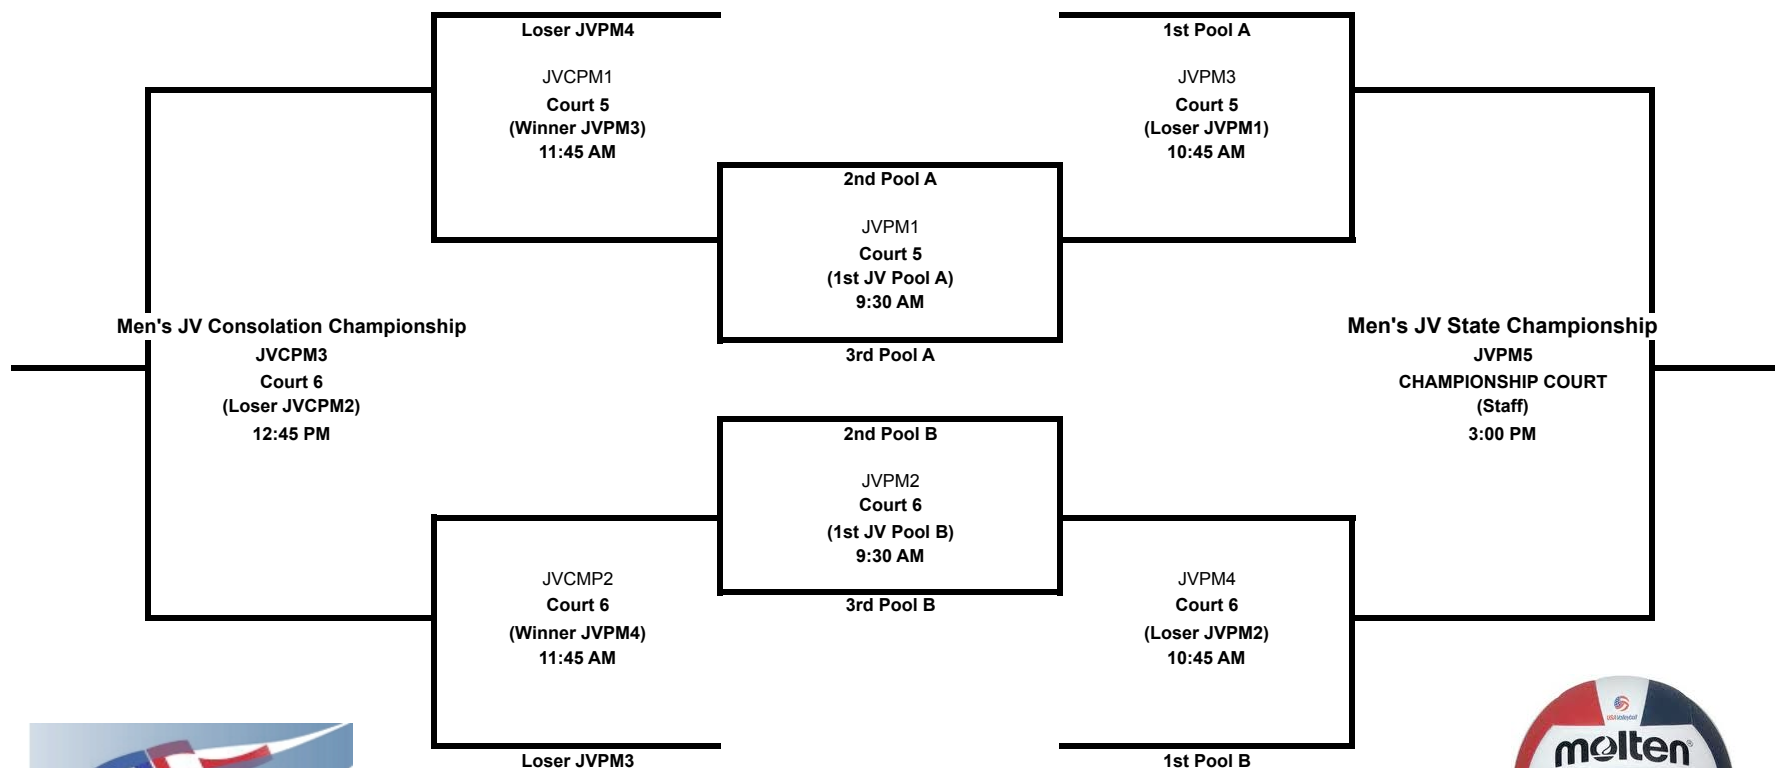 Loser JVPM4
JVCPM1
Court 5
(Winner JVPM3)
11:45 AM
1st Pool A
JVPM3
Court 5
(Loser JVPM1)
10:45 AM
2nd Pool A
JVPM1
Court 5
(1st JV Pool A)
9:30 AM
3rd Pool A
Men's JV Consolation Championship
JVCPM3
Court 6
(Loser JVCPM2)
12:45 PM
Men's JV State Championship
JVPM5
CHAMPIONSHIP COURT
(Staff)
3:00 PM
2nd Pool B
JVPM2
Court 6
(1st JV Pool B)
9:30 AM
3rd Pool B
JVCMP2
Court 6
(Winner JVPM4)
11:45 AM
Loser JVPM3
JVPM4
Court 6
(Loser JVPM2)
10:45 AM
1st Pool B
USA Volleyball
molten